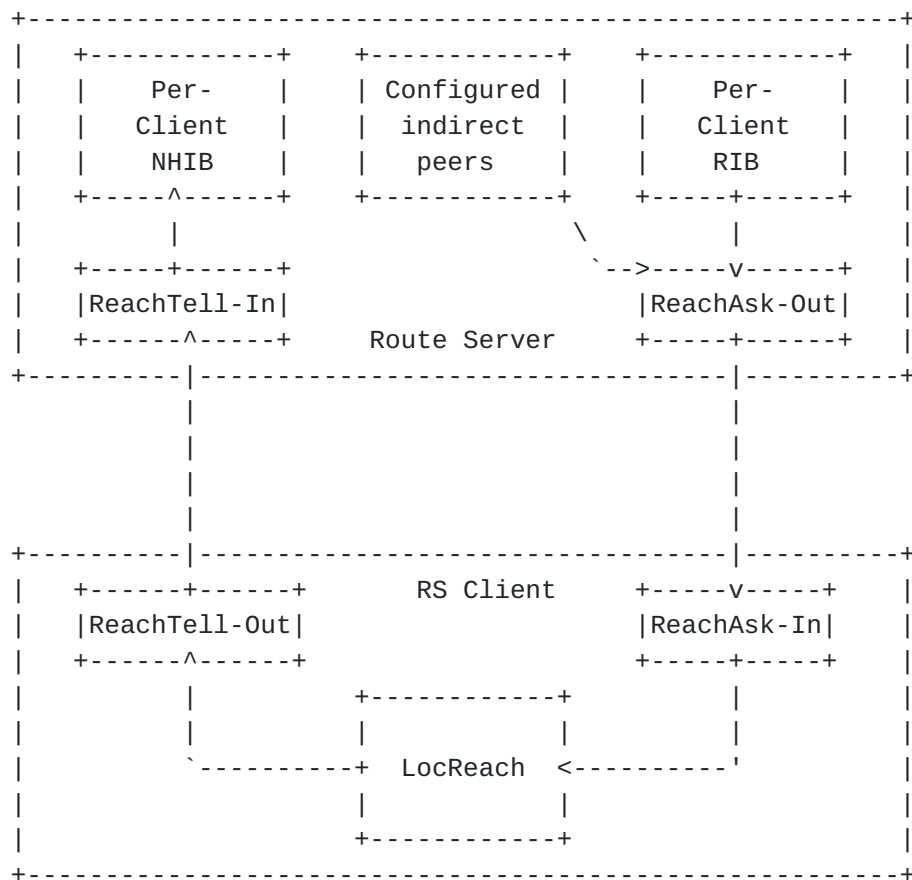 Per- Configured Per-
Client indirect Client
NHIB peers RIB
ReachTell-In ReachAsk-Out
Route Server
RS Client
ReachTell-Out ReachAsk-In
LocReach